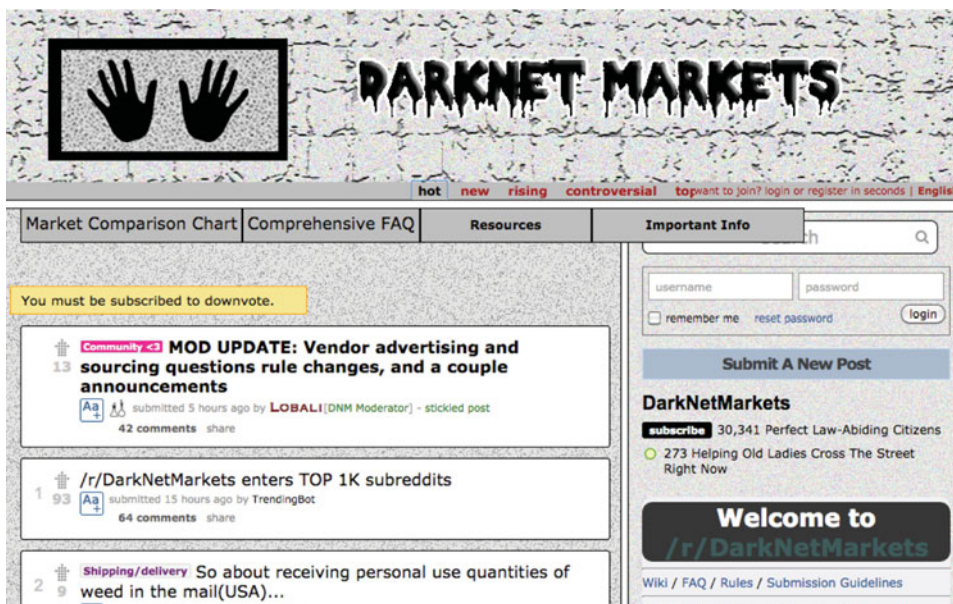 DARKNET MARKETS
hot new rising controversial top want to join? login or register in seconds | English
Market Comparison Chart Comprehensive FAQ Resources Important Info
You must be subscribed to downvote.
username password
remember me reset password login
Submit A New Post
DarkNetMarkets
subscribe 30,341 Perfect Law-Abiding Citizens
273 Helping Old Ladies Cross The Street
Right Now
Welcome to
/r/DarkNetMarkets
Wiki / FAQ / Rules / Submission Guidelines
Community <3 MOD UPDATE: Vendor advertising and
13 sourcing questions rule changes, and a couple
announcements
Aa submitted 5 hours ago by LOBALI[DNM Moderator] - stickied post
42 comments share
/r/DarkNetMarkets enters TOP 1K subreddits
1 93 Aa submitted 15 hours ago by TrendingBot
64 comments share
Shipping/delivery So about receiving personal use quantities of
2 9 weed in the mail(USA)...